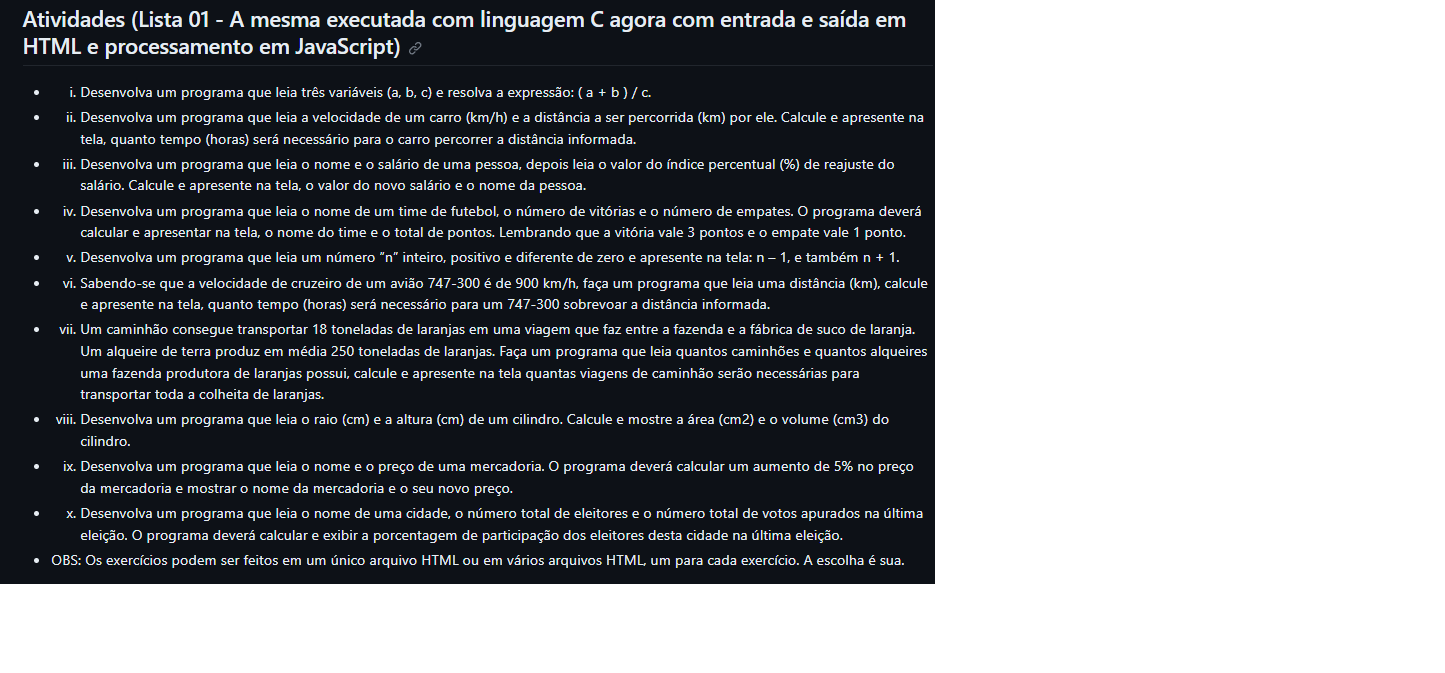 Atividades (Lista 01 - A mesma executada com linguagem C agora com entrada e saída em
HTML e processamento em JavaScript)
i. Desenvolva um programa que leia três variáveis (a, b, c) e resolva a expressão: ( a + b ) / c.
ii. Desenvolva um programa que leia a velocidade de um carro (km/h) e a distância a ser percorrida (km) por ele. Calcule e apresente na
tela, quanto tempo (horas) será necessário para o carro percorrer a distância informada.
iii. Desenvolva um programa que leia o nome e o salário de uma pessoa, depois leia o valor do índice percentual (%) de reajuste do
salário. Calcule e apresente na tela, o valor do novo salário e o nome da pessoa.
iv. Desenvolva um programa que leia o nome de um time de futebol, o número de vitórias e o número de empates. O programa deverá
calcular e apresentar na tela, o nome do time e o total de pontos. Lembrando que a vitória vale 3 pontos e o empate vale 1 ponto.
v. Desenvolva um programa que leia um número “n” inteiro, positivo e diferente de zero e apresente na tela: n – 1, e também n + 1.
vi. Sabendo-se que a velocidade de cruzeiro de um avião 747-300 é de 900 km/h, faça um programa que leia uma distância (km), calcule
e apresente na tela, quanto tempo (horas) será necessário para um 747-300 sobrevoar a distância informada.
vii. Um caminhão consegue transportar 18 toneladas de laranjas em uma viagem que faz entre a fazenda e a fábrica de suco de laranja.
Um alqueire de terra produz em média 250 toneladas de laranjas. Faça um programa que leia quantos caminhões e quantos alqueires
uma fazenda produtora de laranjas possui, calcule e apresente na tela quantas viagens de caminhão serão necessárias para
transportar toda a colheita de laranjas.
viii. Desenvolva um programa que leia o raio (cm) e a altura (cm) de um cilindro. Calcule e mostre a área (cm2) e o volume (cm3) do
cilindro.
ix. Desenvolva um programa que leia o nome e o preço de uma mercadoria. O programa deverá calcular um aumento de 5% no preço
da mercadoria e mostrar o nome da mercadoria e o seu novo preço.
x. Desenvolva um programa que leia o nome de uma cidade, o número total de eleitores e o número total de votos apurados na última
eleição. O programa deverá calcular e exibir a porcentagem de participação dos eleitores desta cidade na última eleição.
OBS: Os exercícios podem ser feitos em um único arquivo HTML ou em vários arquivos HTML, um para cada exercício. A escolha é sua.